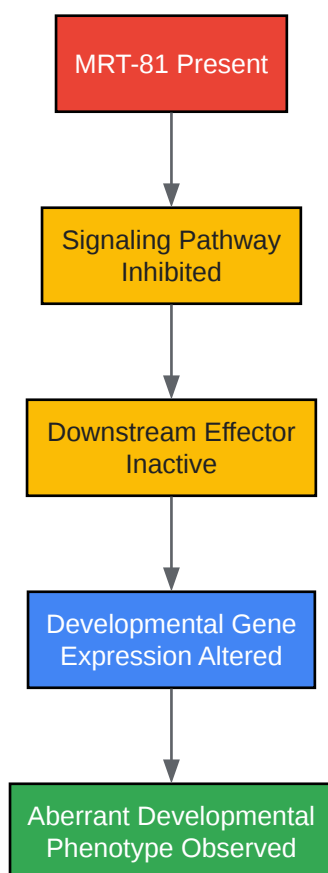 MRT-81 Present
Signaling Pathway
Inhibited
Downstream Effector
Inactive
Developmental Gene
Expression Altered
Aberrant Developmental
Phenotype Observed